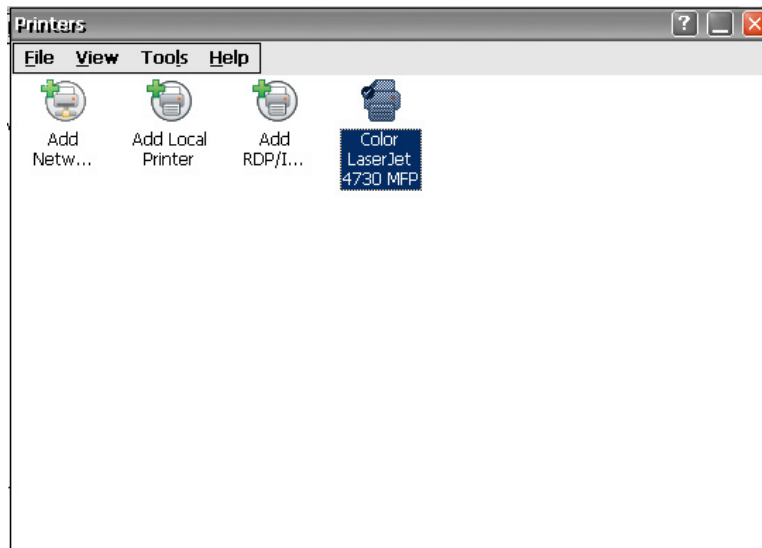 Printers
File View Tools Help
Add Netw...
Add Local Printer
Add RDP/I...
Color LaserJet 4730 MFP